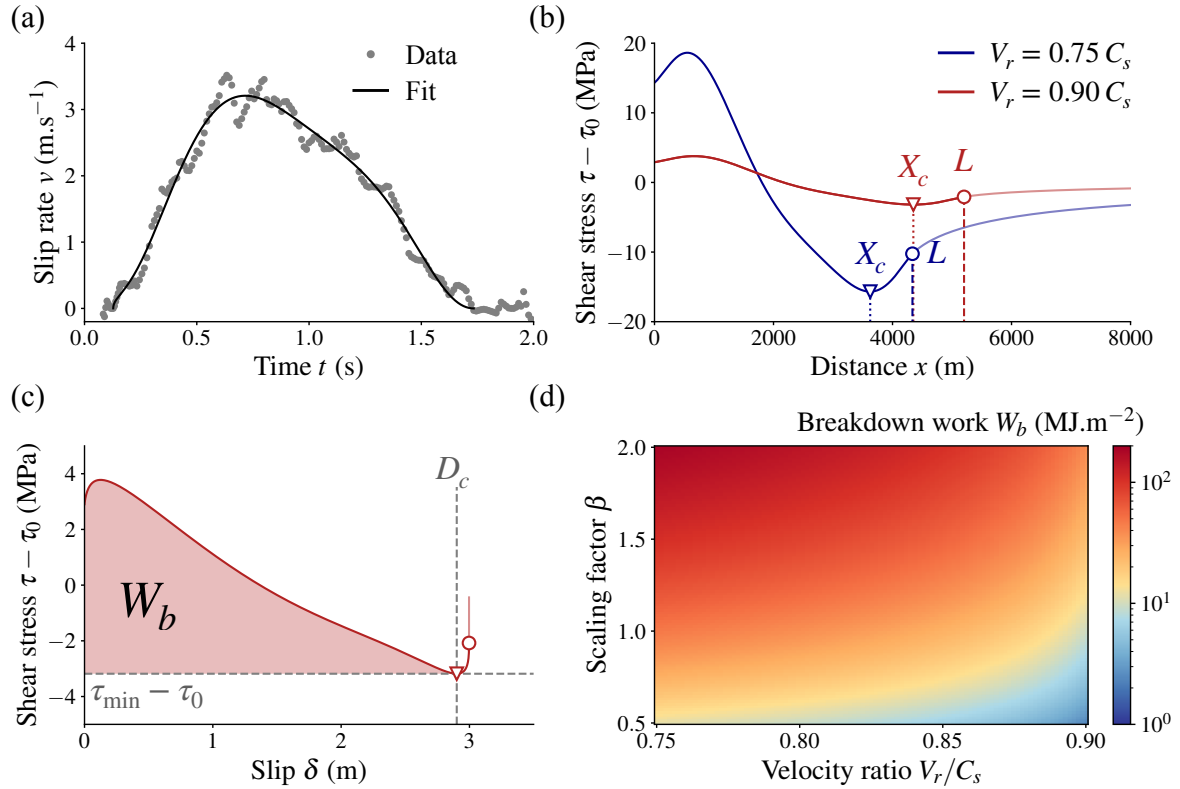 (a)
4
3
2
1
0
Slip rate v (m.s⁻¹)
Data
Fit
0.0 0.5 1.0 1.5 2.0
Time t (s)
(b)
20
10
0
−10
−20
Shear stress τ − τ₀ (MPa)
V_r = 0.75 C_s
V_r = 0.90 C_s
X_c L
X_c L
0 2000 4000 6000 8000
Distance x (m)
(c)
4
2
0
−2
−4
Shear stress τ − τ₀ (MPa)
D_c
W_b
τ_min − τ₀
0 1 2 3
Slip δ (m)
(d)
Breakdown work W_b (MJ.m⁻²)
2.0
1.5
1.0
0.5
Scaling factor β
10²
10¹
10⁰
0.75 0.80 0.85 0.90
Velocity ratio V_r/C_s